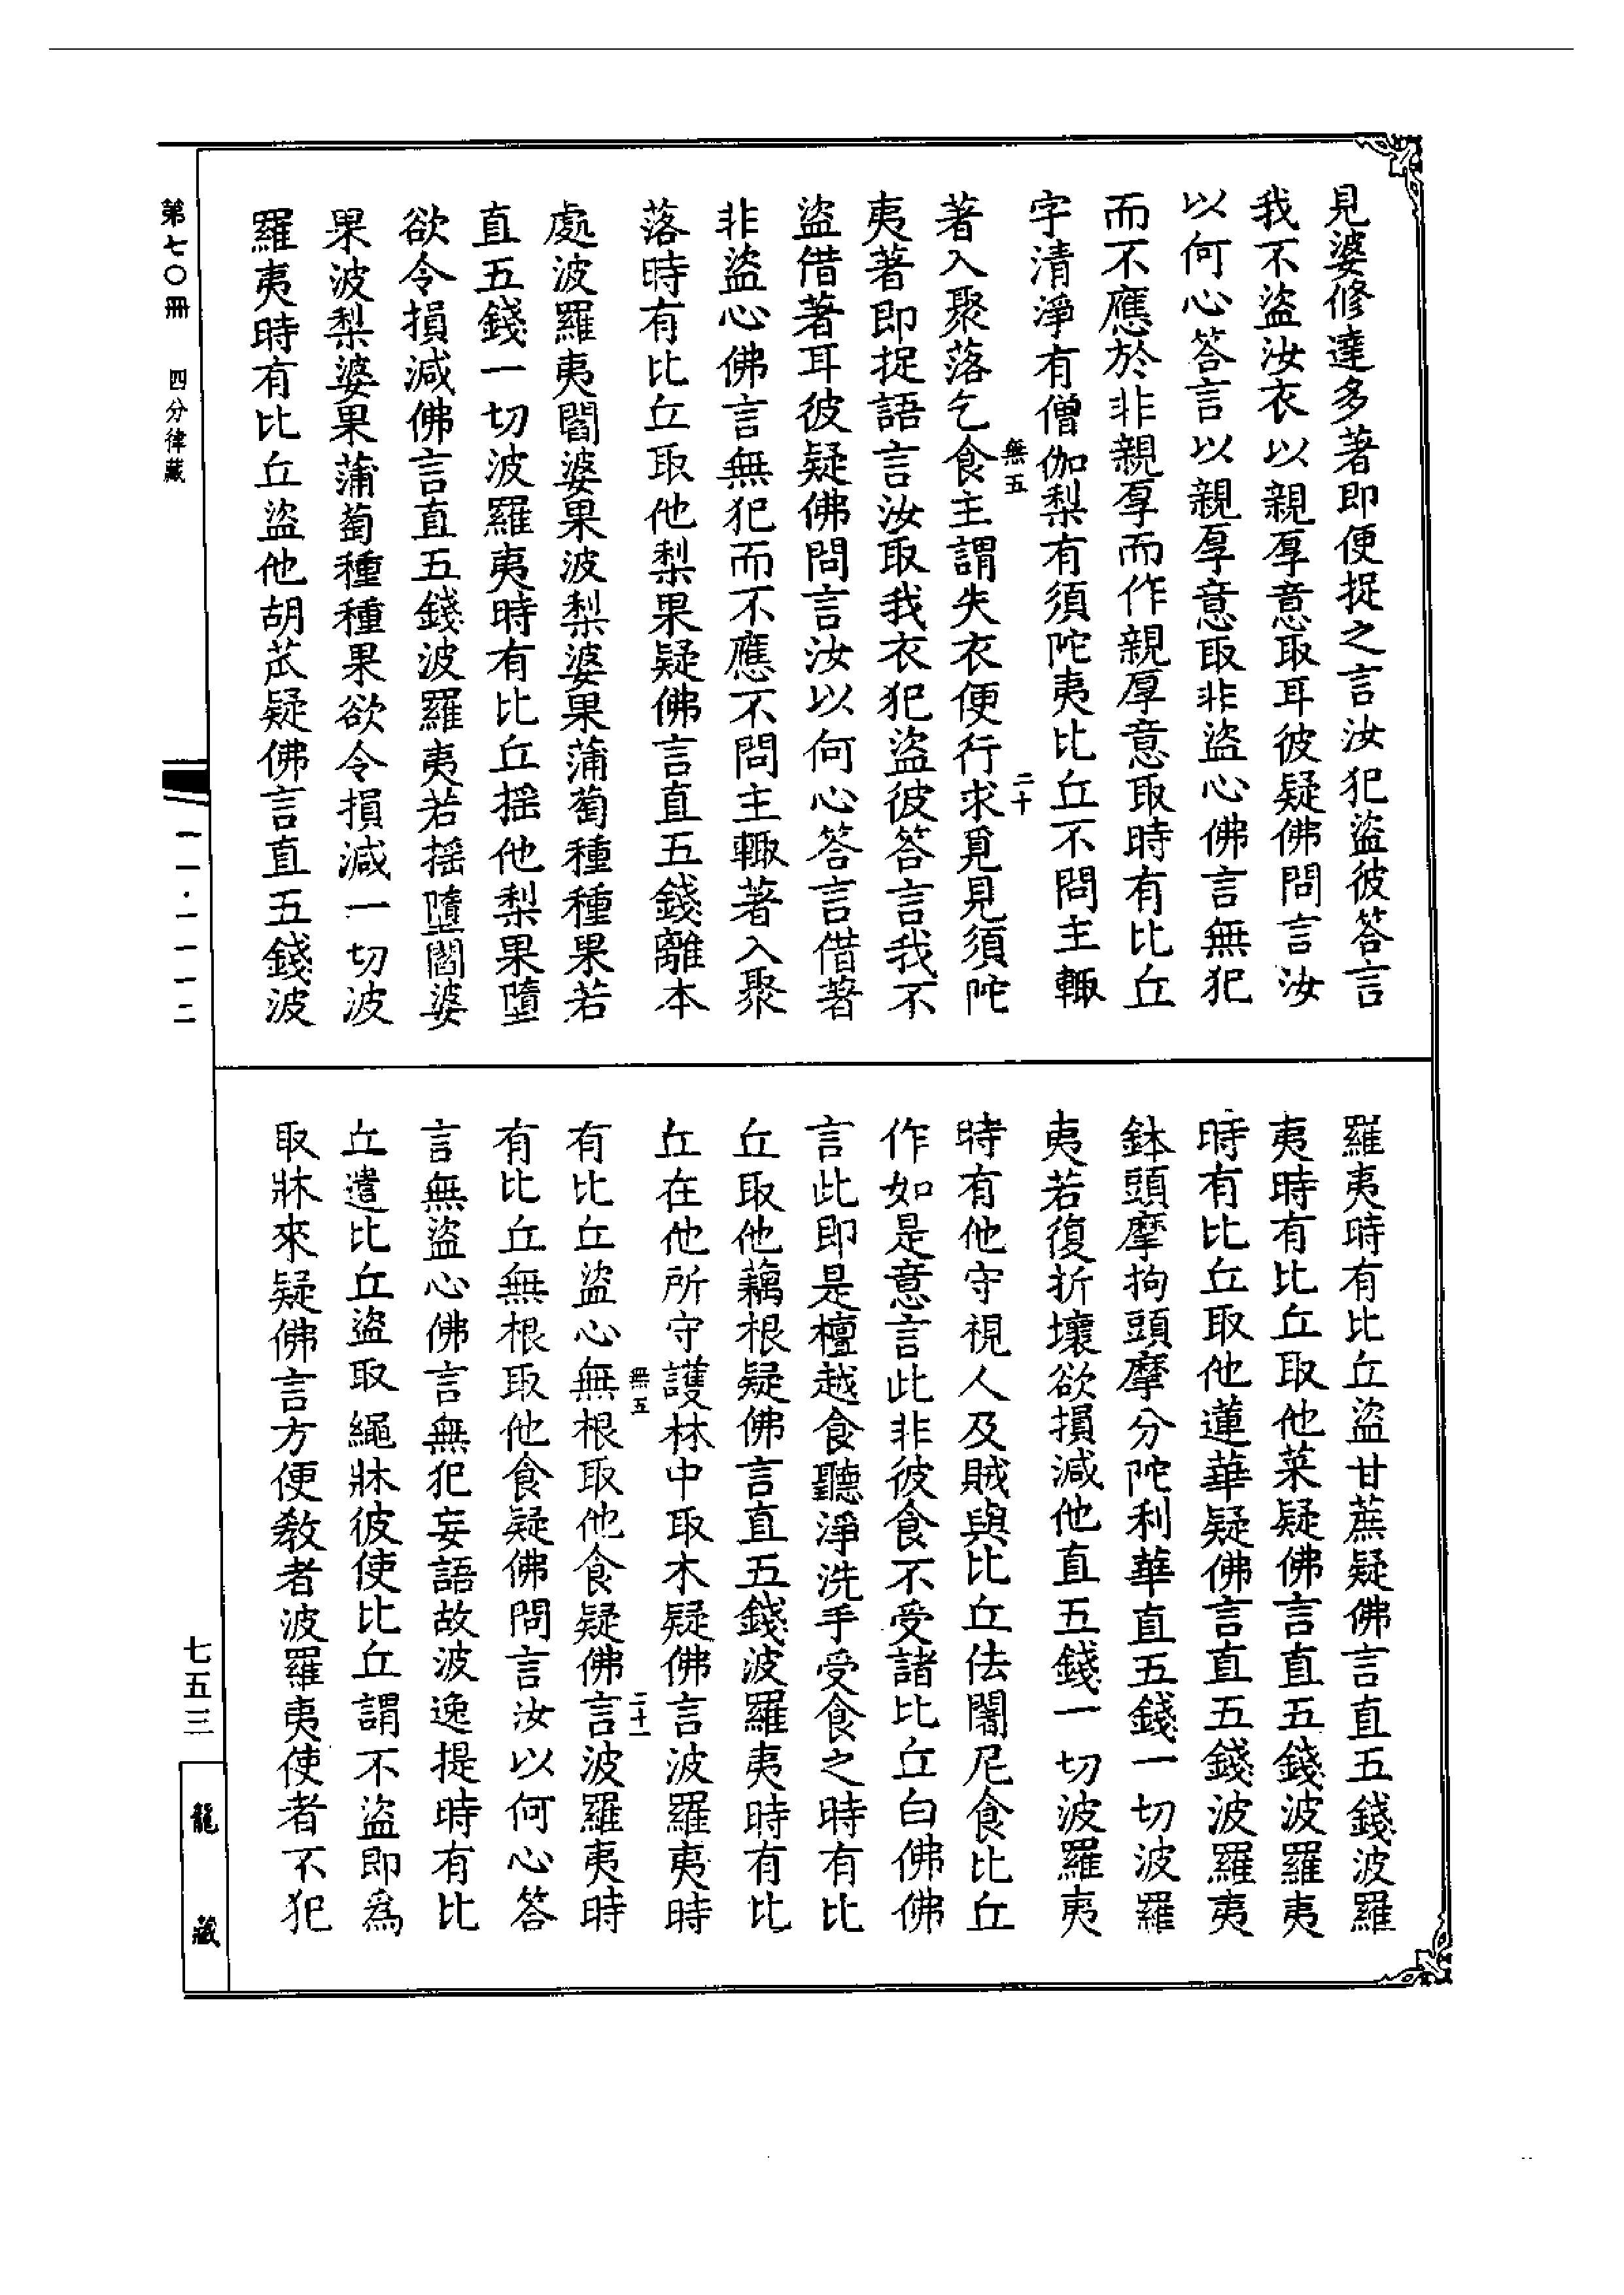 見婆修達多著即便捉之言汝犯盜彼答言
我不盜汝衣以親厚意取耳彼疑佛問言汝
以何心答言以親厚意取非盜心佛言無犯
而不應於非親厚而作親厚意取時有比丘
字清淨有僧伽梨有須陀夷比丘不問主輙
無五 二十
著入聚落乞食主謂失衣便行求覓見須陀
夷著即捉語言汝取我衣犯盜彼答言我不
盜借著耳彼疑佛問言汝以何心答言借著
非盜心佛言無犯而不應不問主輙著入聚
落時有比丘取他梨果疑佛言直五錢離本
處波羅夷閻婆果波梨婆果蒲萄種種果若
直五錢一切波羅夷時有比丘搖他梨果墮
欲令損減佛言直五錢波羅夷若搖墮閻婆
果波梨婆果蒲萄種種果欲令損減一切波
羅夷時有比丘盜他胡苽疑佛言直五錢波
羅夷時有比丘盜甘蔗疑佛言直五錢波羅
夷時有比丘取他菜疑佛言直五錢波羅夷
時有比丘取他蓮華疑佛言直五錢波羅夷
鉢頭摩拘頭摩分陀利華直五錢一切波羅
夷若復折壞欲損減他直五錢一切波羅夷
時有他守視人及賊與比丘佉闍尼食比丘
作如是意言此非彼食不受諸比丘白佛佛
言此即是檀越食聽淨洗手受食之時有比
丘取他藕根疑佛言直五錢波羅夷時有比
丘在他所守護林中取木疑佛言波羅夷時
無五 二十一
有比丘盜心無根取他食疑佛言波羅夷時
有比丘無根取他食疑佛問言汝以何心答
言無盜心佛言無犯妄語故波逸提時有比
丘遣比丘盜取繩牀彼使比丘謂不盜即為
取牀來疑佛言方便教者波羅夷使者不犯
第七〇冊 四分律藏
一一·一一一二
七五三
龍藏